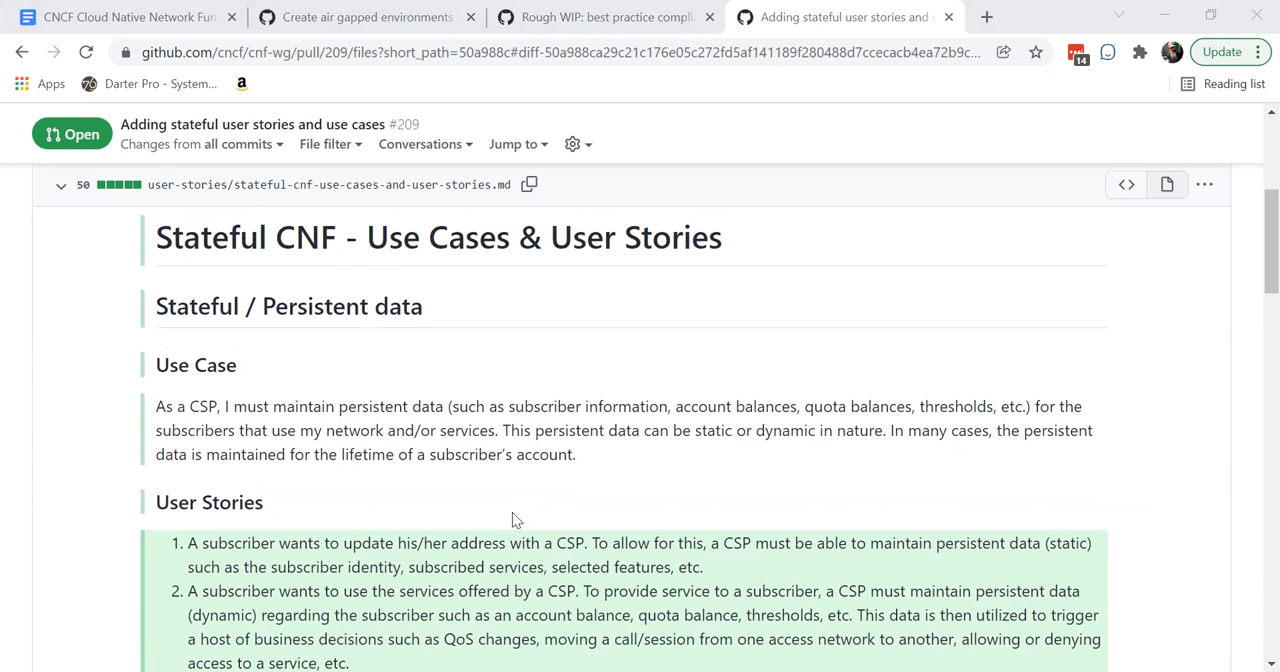 CNCF Cloud Native Network Fun
Create air gapped environments
Rough WIP: best practice compli
Adding stateful user stories and
github.com/cncf/cnf-wg/pull/209/files?short_path=50a988c#diff-50a988ca29c21c176e05c272fd5af141189f280488d7ccecacb4ea72b9c...
14
Update
Apps
Darter Pro - System...
Reading list
Open
Adding stateful user stories and use cases #209
Changes from all commits
File filter
Conversations
Jump to
50
user-stories/stateful-cnf-use-cases-and-user-stories.md
Stateful CNF - Use Cases & User Stories
Stateful / Persistent data
Use Case
As a CSP, I must maintain persistent data (such as subscriber information, account balances, quota balances, thresholds, etc.) for the
subscribers that use my network and/or services. This persistent data can be static or dynamic in nature. In many cases, the persistent
data is maintained for the lifetime of a subscriber's account.
User Stories
1. A subscriber wants to update his/her address with a CSP. To allow for this, a CSP must be able to maintain persistent data (static)
such as the subscriber identity, subscribed services, selected features, etc.
2. A subscriber wants to use the services offered by a CSP. To provide service to a subscriber, a CSP must maintain persistent data
(dynamic) regarding the subscriber such as an account balance, quota balance, thresholds, etc. This data is then utilized to trigger
a host of business decisions such as QoS changes, moving a call/session from one access network to another, allowing or denying
access to a service, etc.